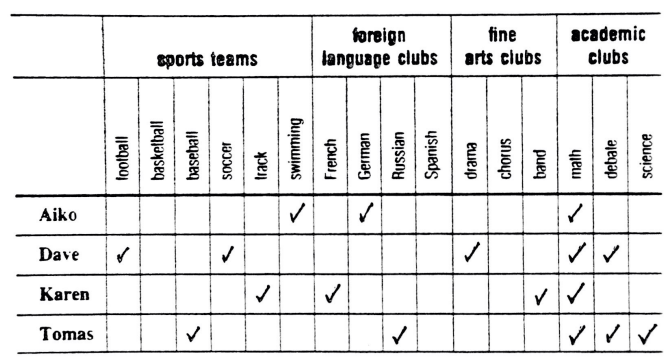 sports teams foreign language clubs fine arts clubs academic clubs
football basketball baseball soccer track swimming French German Russian Spanish drama chorus band math debate science
Aiko ✓ ✓ ✓
Dave ✓ ✓ ✓ ✓ ✓
Karen ✓ ✓ ✓ ✓
Tomas ✓ ✓ ✓ ✓ ✓